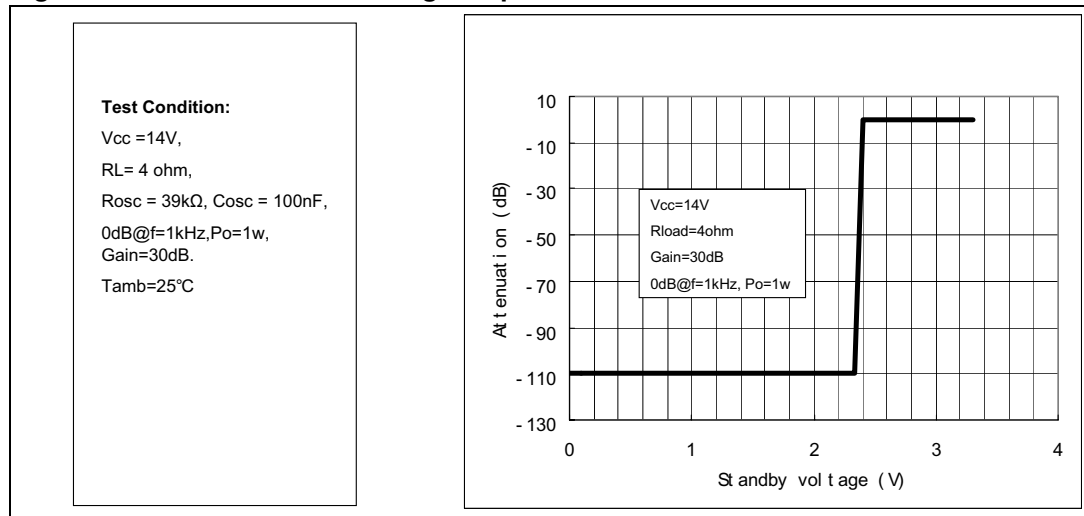 Test Condition:
Vcc =14V,
RL= 4 ohm,
Rosc = 39kΩ, Cosc = 100nF,
0dB@f=1kHz,Po=1w,
Gain=30dB.
Tamb=25℃
10
-10
-30
-50
-70
-90
-110
-130
Attenuation (dB)
Vcc=14V
Rload=4ohm
Gain=30dB
0dB@f=1kHz, Po=1w
0 1 2 3 4
Standby voltage (V)